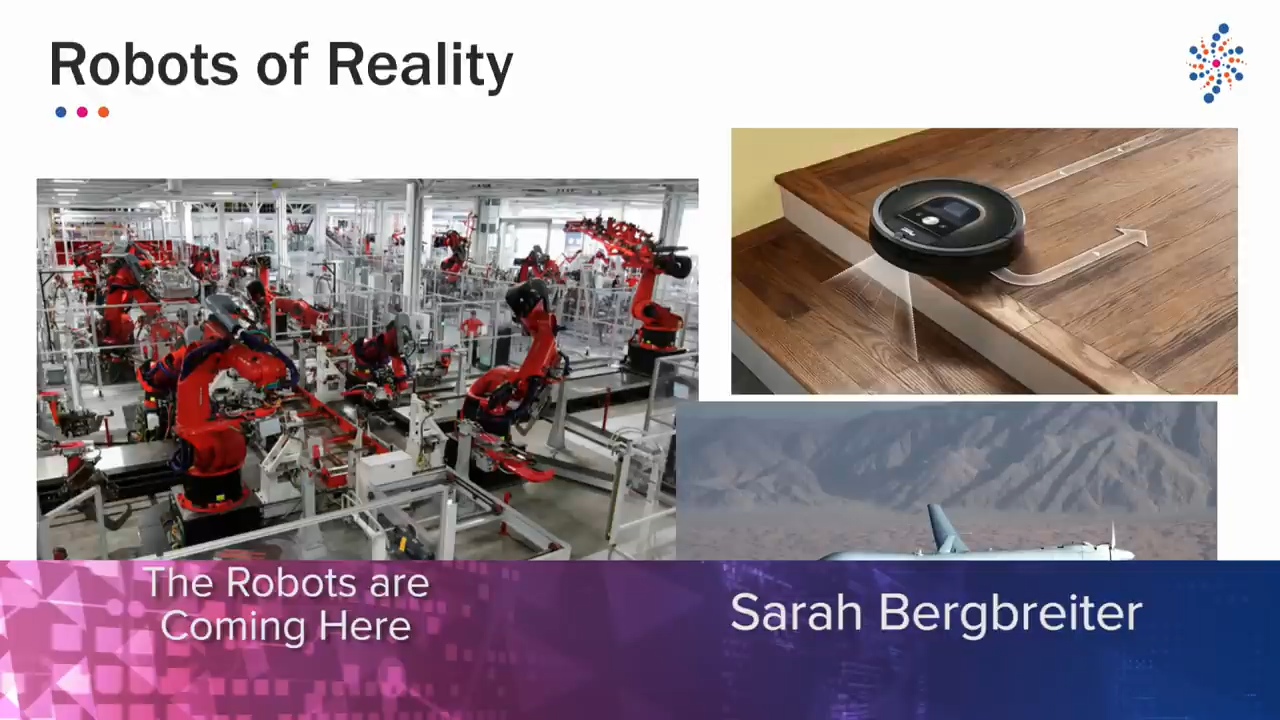 Robots of Reality
The Robots are
Coming Here
Sarah Bergbreiter